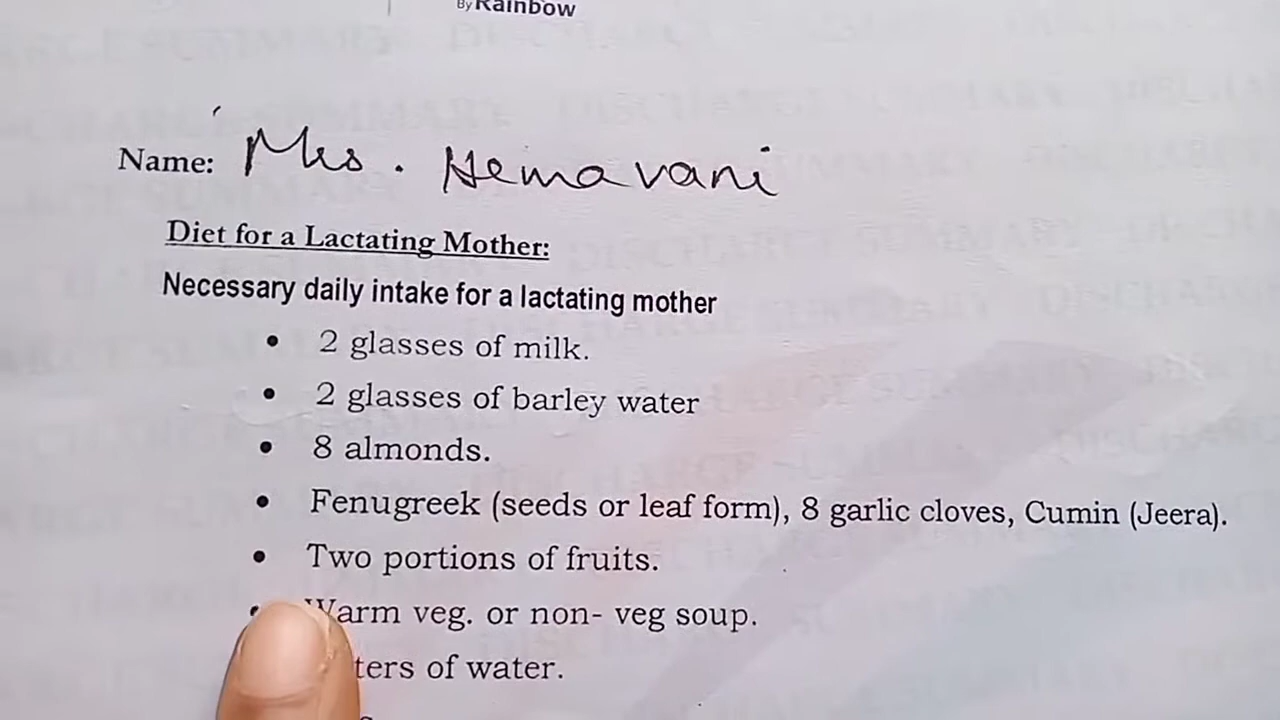 By Rainbow
Name: Mrs. Hemavani
Diet for a Lactating Mother:
Necessary daily intake for a lactating mother
• 2 glasses of milk.
• 2 glasses of barley water
• 8 almonds.
• Fenugreek (seeds or leaf form), 8 garlic cloves, Cumin (Jeera).
• Two portions of fruits.
• Warm veg. or non- veg soup.
of water.